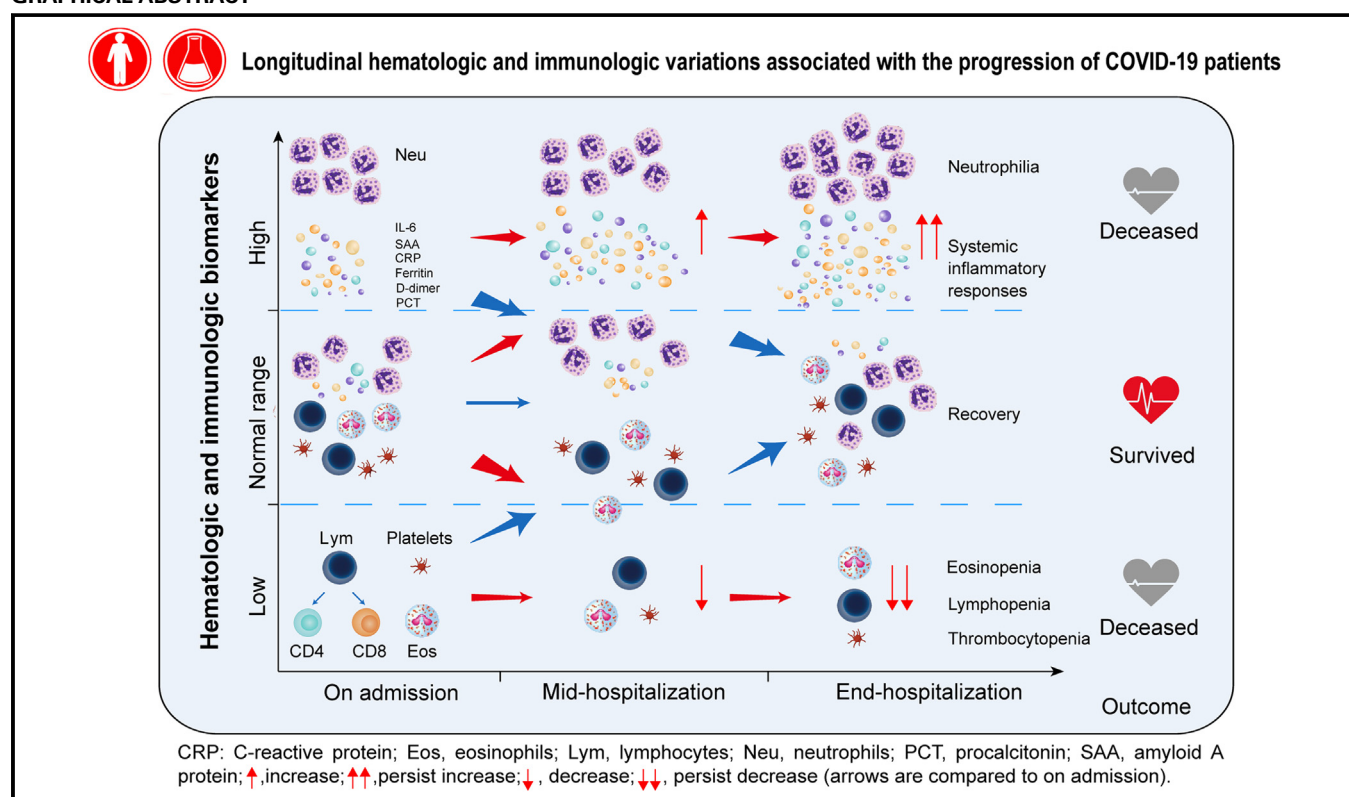 GRAPHICAL ABSTRACT
Longitudinal hematologic and immunologic variations associated with the progression of COVID-19 patients
Hematologic and immunologic biomarkers
High
Normal range
Low
Neu
IL-6
SAA
CRP
Ferritin
D-dimer
PCT
Lym
Platelets
CD4
CD8
Eos
Neutrophilia
Systemic
inflammatory
responses
Recovery
Eosinopenia
Lymphopenia
Thrombocytopenia
Deceased
Survived
Deceased
On admission
Mid-hospitalization
End-hospitalization
Outcome
CRP: C-reactive protein; Eos, eosinophils; Lym, lymphocytes; Neu, neutrophils; PCT, procalcitonin; SAA, amyloid A
protein; ↑,increase; ↑↑,persist increase; ↓, decrease; ↓↓, persist decrease (arrows are compared to on admission).